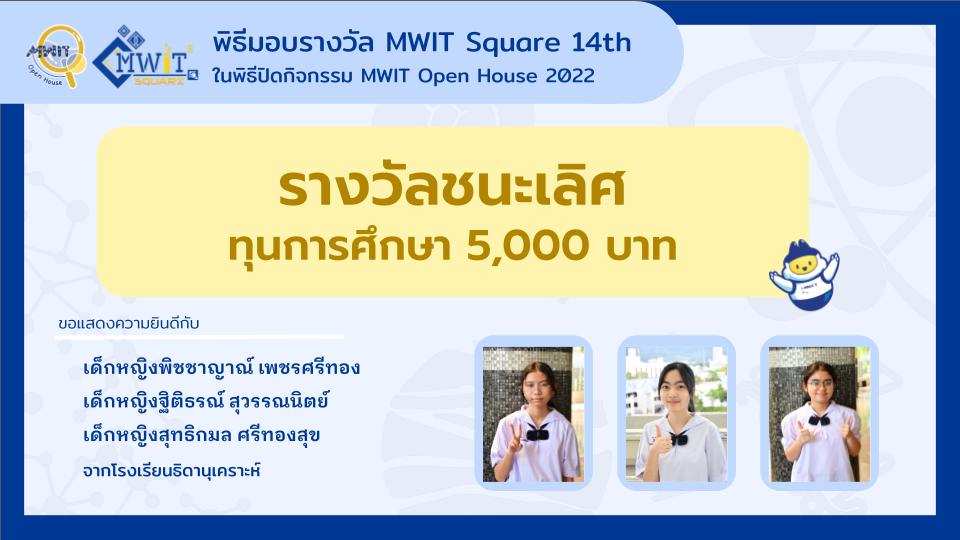 MWIT
Open House
MWIT
SQUARE
พิธีมอบรางวัล MWIT Square 14th
ในพิธีปิดกิจกรรม MWIT Open House 2022
รางวัลชนะเลิศ
ทุนการศึกษา 5,000 บาท
ขอแสดงความยินดีกับ
เด็กหญิงพิชชาญาณ์ เพชรศรีทอง
เด็กหญิงฐิติธรณ์ สุวรรณนิตย์
เด็กหญิงสุทธิกมล ศรีทองสุข
จากโรงเรียนธิดานุเคราะห์